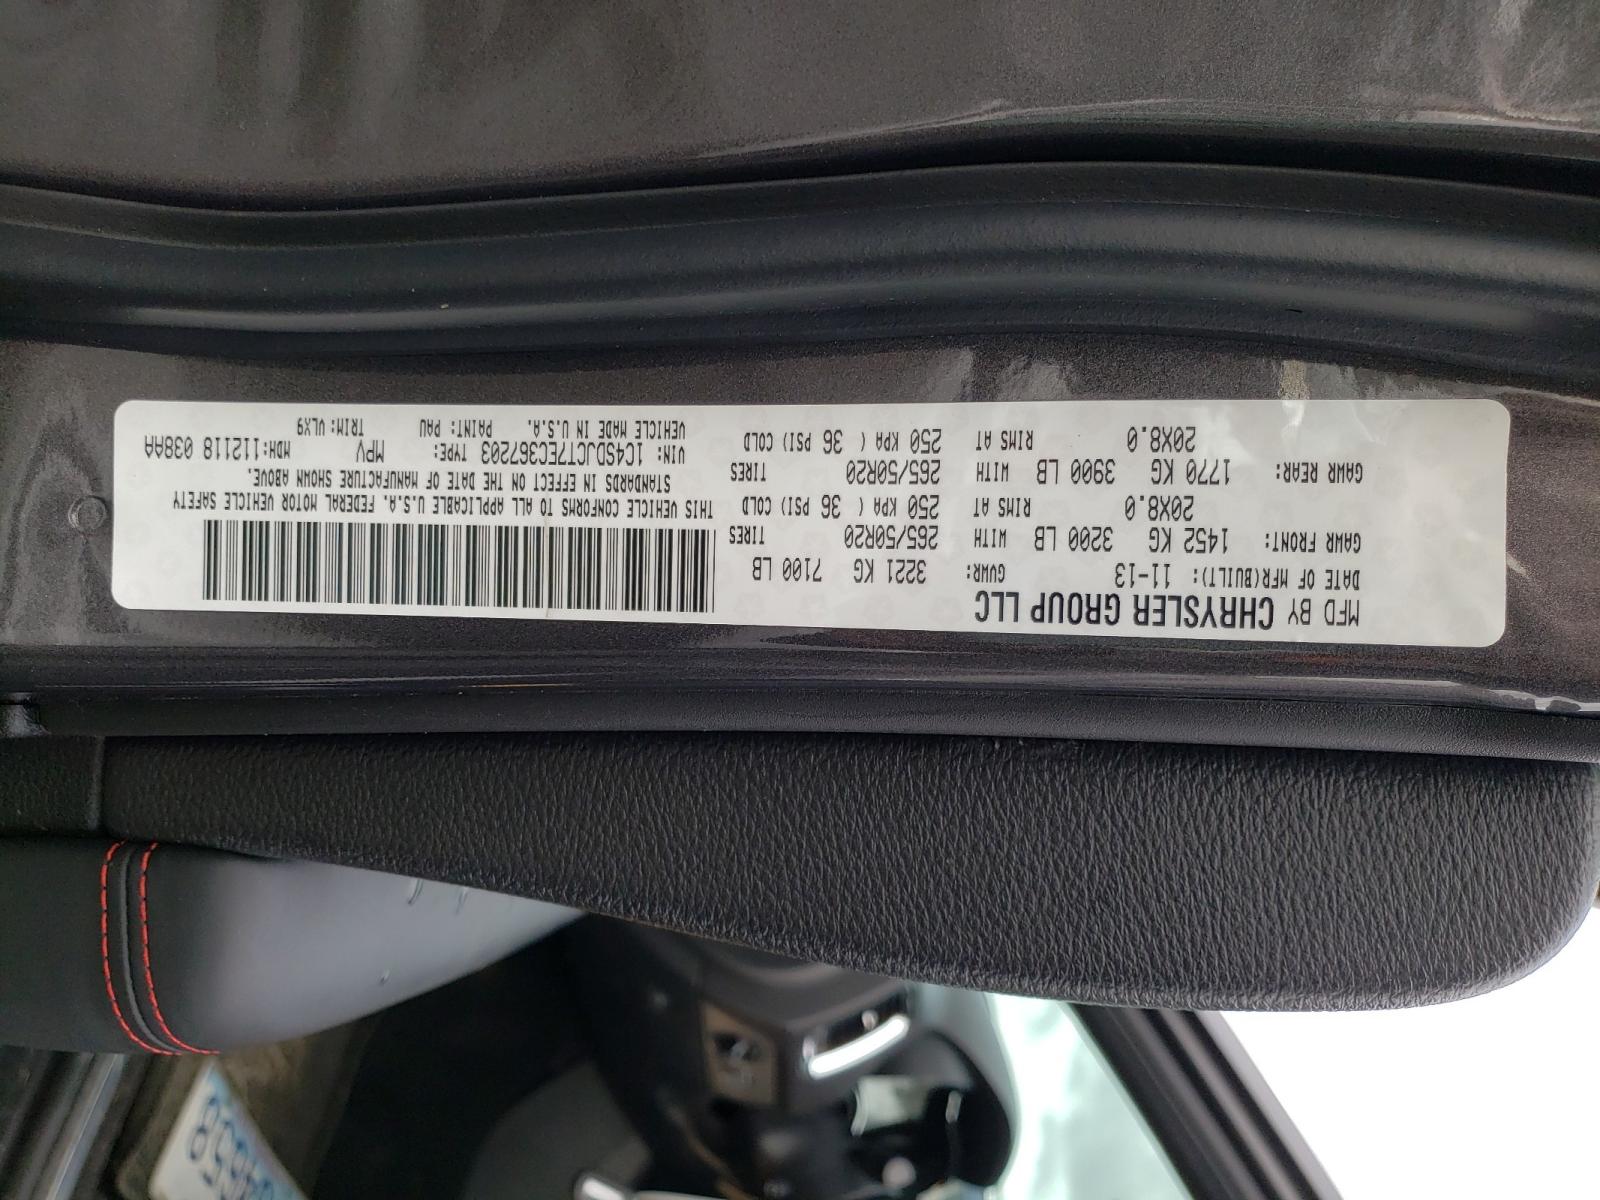 MFD BY CHRYSLER GROUP LLC
DATE OF MFR(BUILT): 11-13 GVWR: 3221 KG 7100 LB
GAWR FRONT: 1452 KG 3200 LB WITH 265/50R20 TIRES
20X8.0 RIMS AT 250 KPA ( 36 PSI) COLD
GAWR REAR: 1770 KG 3900 LB WITH 265/50R20 TIRES
20X8.0 RIMS AT 250 KPA ( 36 PSI) COLD
THIS VEHICLE CONFORMS TO ALL APPLICABLE U.S.A. FEDERAL MOTOR VEHICLE SAFETY
STANDARDS IN EFFECT ON THE DATE OF MANUFACTURE SHOWN ABOVE.
VIN: 1C4SDJCT7EC367203 TYPE: MPV MDH:112118 038AA
VEHICLE MADE IN U.S.A. PAINT: PAU TRIM: VLX9